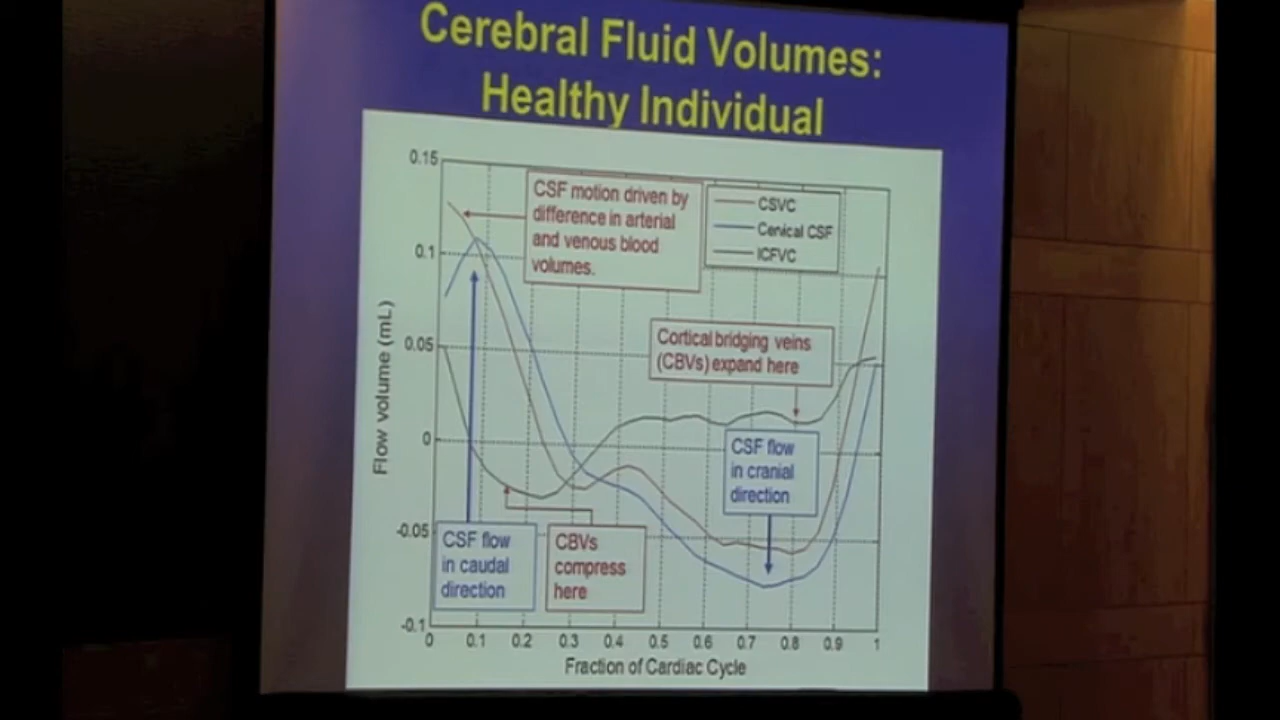 Cerebral Fluid Volumes:
Healthy Individual
0.15
0.1
0.05
0
-0.05
-0.1
Flow volume (mL)
CSF motion driven by
difference in arterial
and venous blood
volumes.
CSVC
Cervical CSF
ICFVC
Cortical bridging veins
(CBVs) expand here
CSF flow
in cranial
direction
CSF flow
in caudal
direction
CBVs
compress
here
0 0.1 0.2 0.3 0.4 0.5 0.6 0.7 0.8 0.9 1
Fraction of Cardiac Cycle